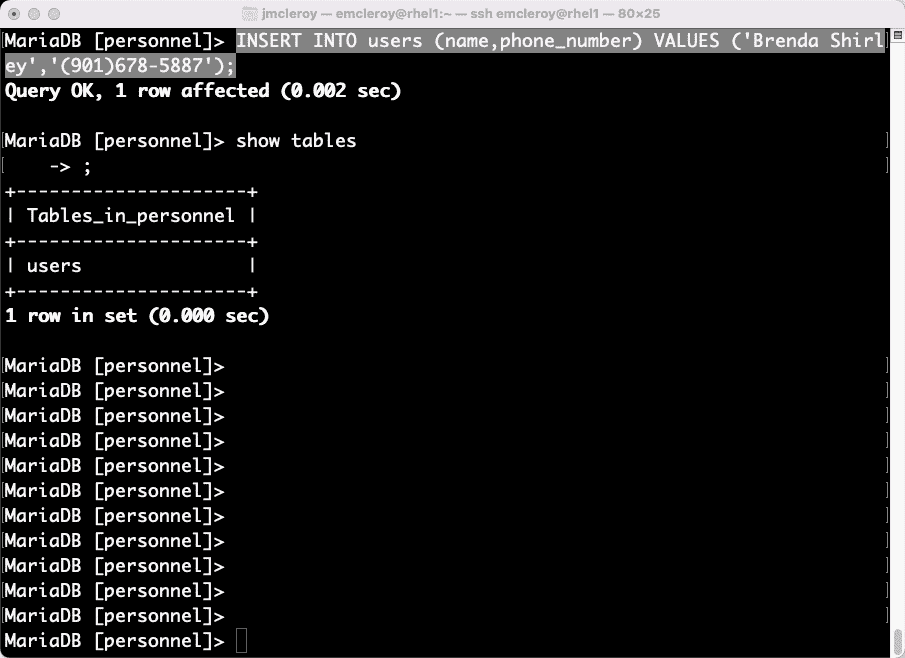 jmcleroy — emcleroy@rhel1:~ — ssh emcleroy@rhel1 — 80×25
MariaDB [personnel]> INSERT INTO users (name,phone_number) VALUES ('Brenda Shirl
ey','(901)678-5887');
Query OK, 1 row affected (0.002 sec)
MariaDB [personnel]> show tables
    -> ;
+---------------------+
| Tables_in_personnel |
+---------------------+
| users               |
+---------------------+
1 row in set (0.000 sec)
MariaDB [personnel]>
MariaDB [personnel]>
MariaDB [personnel]>
MariaDB [personnel]>
MariaDB [personnel]>
MariaDB [personnel]>
MariaDB [personnel]>
MariaDB [personnel]>
MariaDB [personnel]>
MariaDB [personnel]>
MariaDB [personnel]>
MariaDB [personnel]>